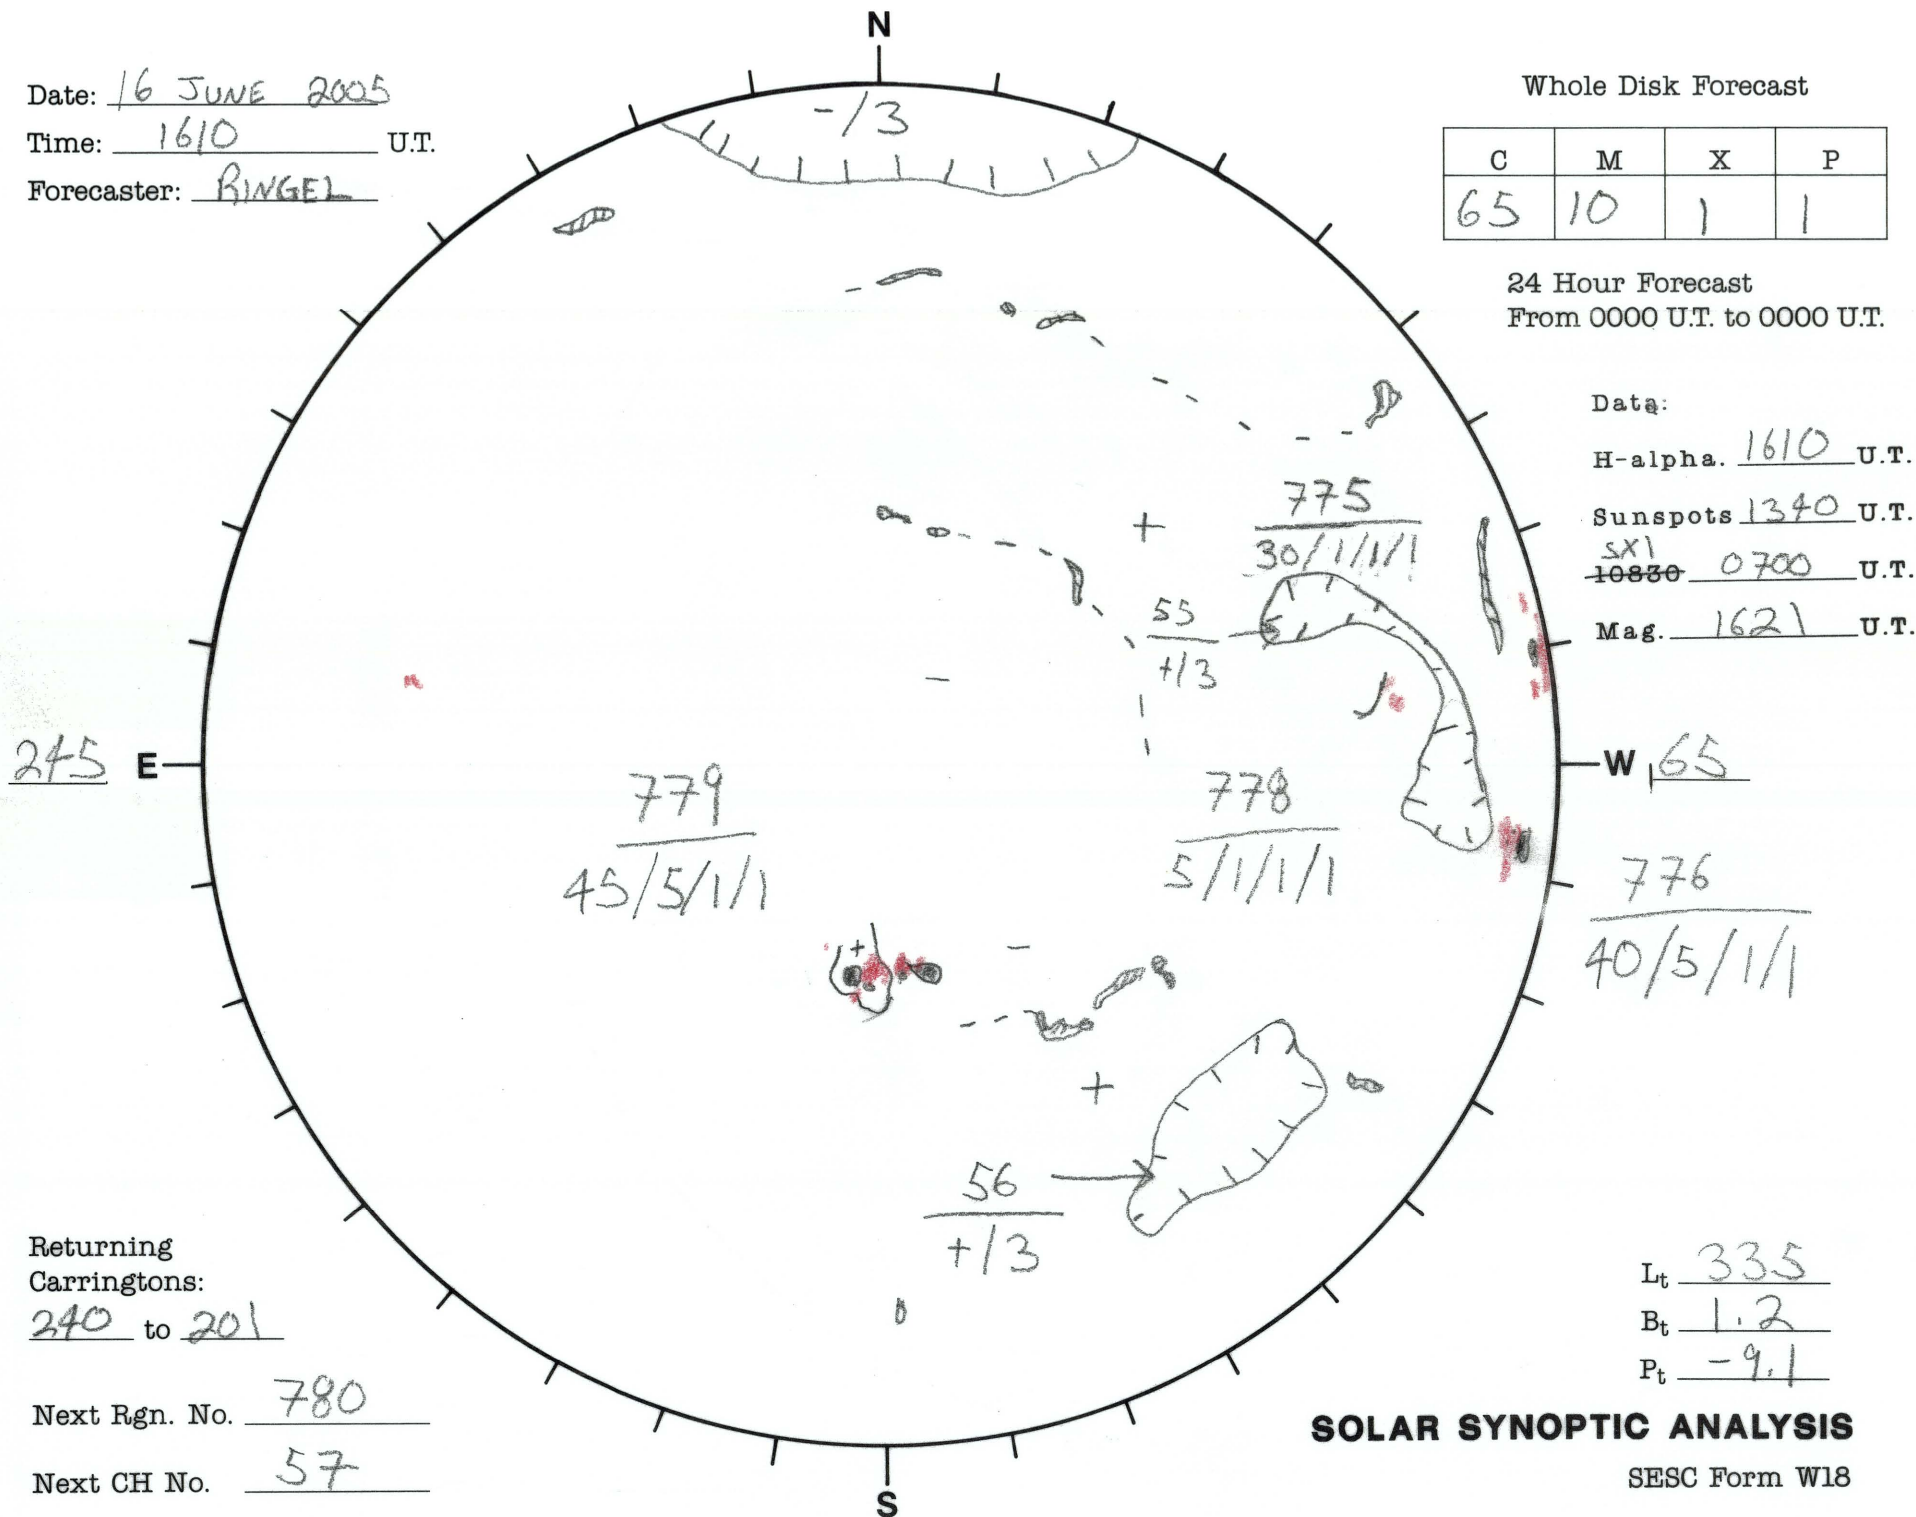 N
Date: 16 JUNE 2005
Time: 1610 U.T.
Forecaster: RINGEL
-/3
Whole Disk Forecast
C M X P
65 10 1 1
24 Hour Forecast
From 0000 U.T. to 0000 U.T.
Data:
H-alpha. 1610 U.T.
Sunspots 1340 U.T.
SXI
10830 0700 U.T.
Mag. 1621 U.T.
+
775
30/1/1/1
55
+/3
-
245 E
W 65
779
45/5/1/1
778
5/1/1/1
776
40/5/1/1
+
-
+
56
+/3
Returning
Carringtons:
240 to 201
Next Rgn. No. 780
Next CH No. 57
Lt 335
Bt 1.2
Pt -9.1
SOLAR SYNOPTIC ANALYSIS
SESC Form W18
S